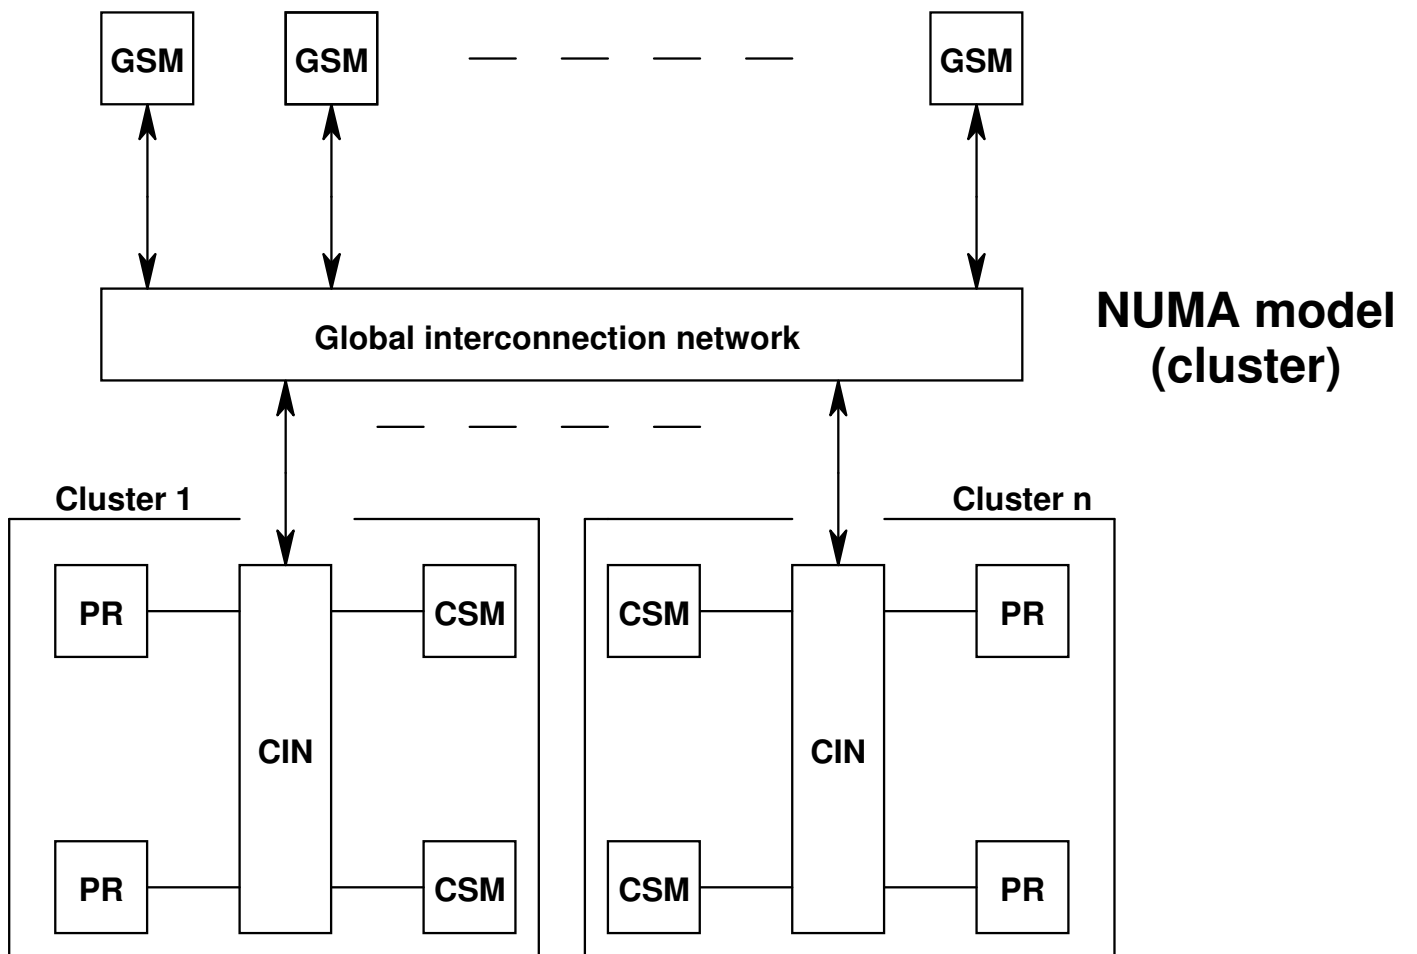 GSM GSM GSM
Global interconnection network
NUMA model
(cluster)
Cluster 1
Cluster n
PR CSM CSM PR
CIN CIN
PR CSM CSM PR